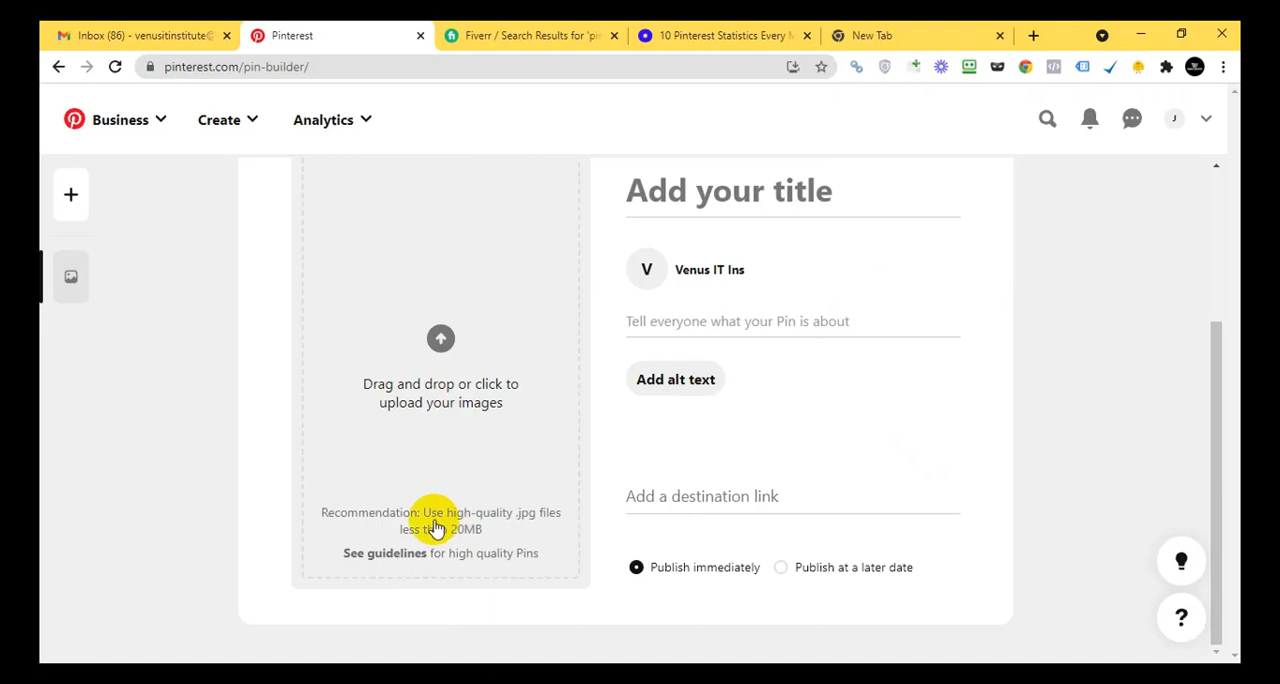 Inbox (86) - venusitinstitute@
Pinterest
Fiverr / Search Results for 'pin
10 Pinterest Statistics Every M
New Tab
pinterest.com/pin-builder/
Business
Create
Analytics
J
Add your title
V
Venus IT Ins
Tell everyone what your Pin is about
Drag and drop or click to
upload your images
Add alt text
Add a destination link
Recommendation: Use high-quality .jpg files
less than 20MB
See guidelines for high quality Pins
Publish immediately
Publish at a later date
?